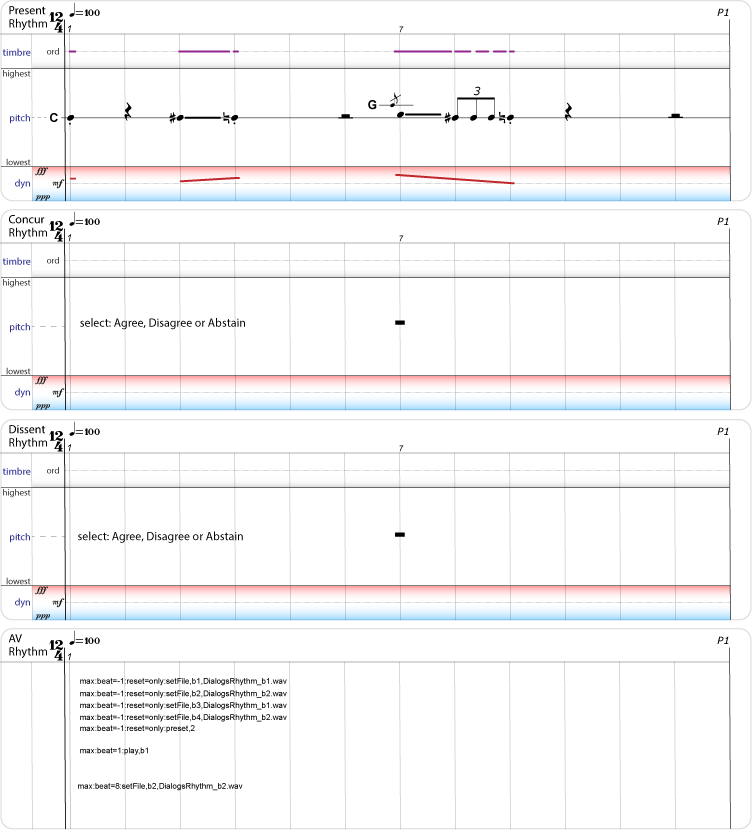 Present
Rhythm
12
4
=100
P1
1
7
timbre
ord
highest
G
3
pitch
C
lowest
fff
dyn
mf
ppp
Concur
Rhythm
12
4
=100
P1
1
7
timbre
ord
highest
select: Agree, Disagree or Abstain
pitch
lowest
fff
dyn
mf
ppp
Dissent
Rhythm
12
4
=100
P1
1
7
timbre
ord
highest
select: Agree, Disagree or Abstain
pitch
lowest
fff
dyn
mf
ppp
AV
Rhythm
12
4
=100
P1
1
max:beat=-1:reset=only:setFile,b1,DialogsRhythm_b1.wav
max:beat=-1:reset=only:setFile,b2,DialogsRhythm_b2.wav
max:beat=-1:reset=only:setFile,b3,DialogsRhythm_b1.wav
max:beat=-1:reset=only:setFile,b4,DialogsRhythm_b2.wav
max:beat=-1:reset=only:preset,2
max:beat=1:play,b1
max:beat=8:setFile,b2,DialogsRhythm_b2.wav